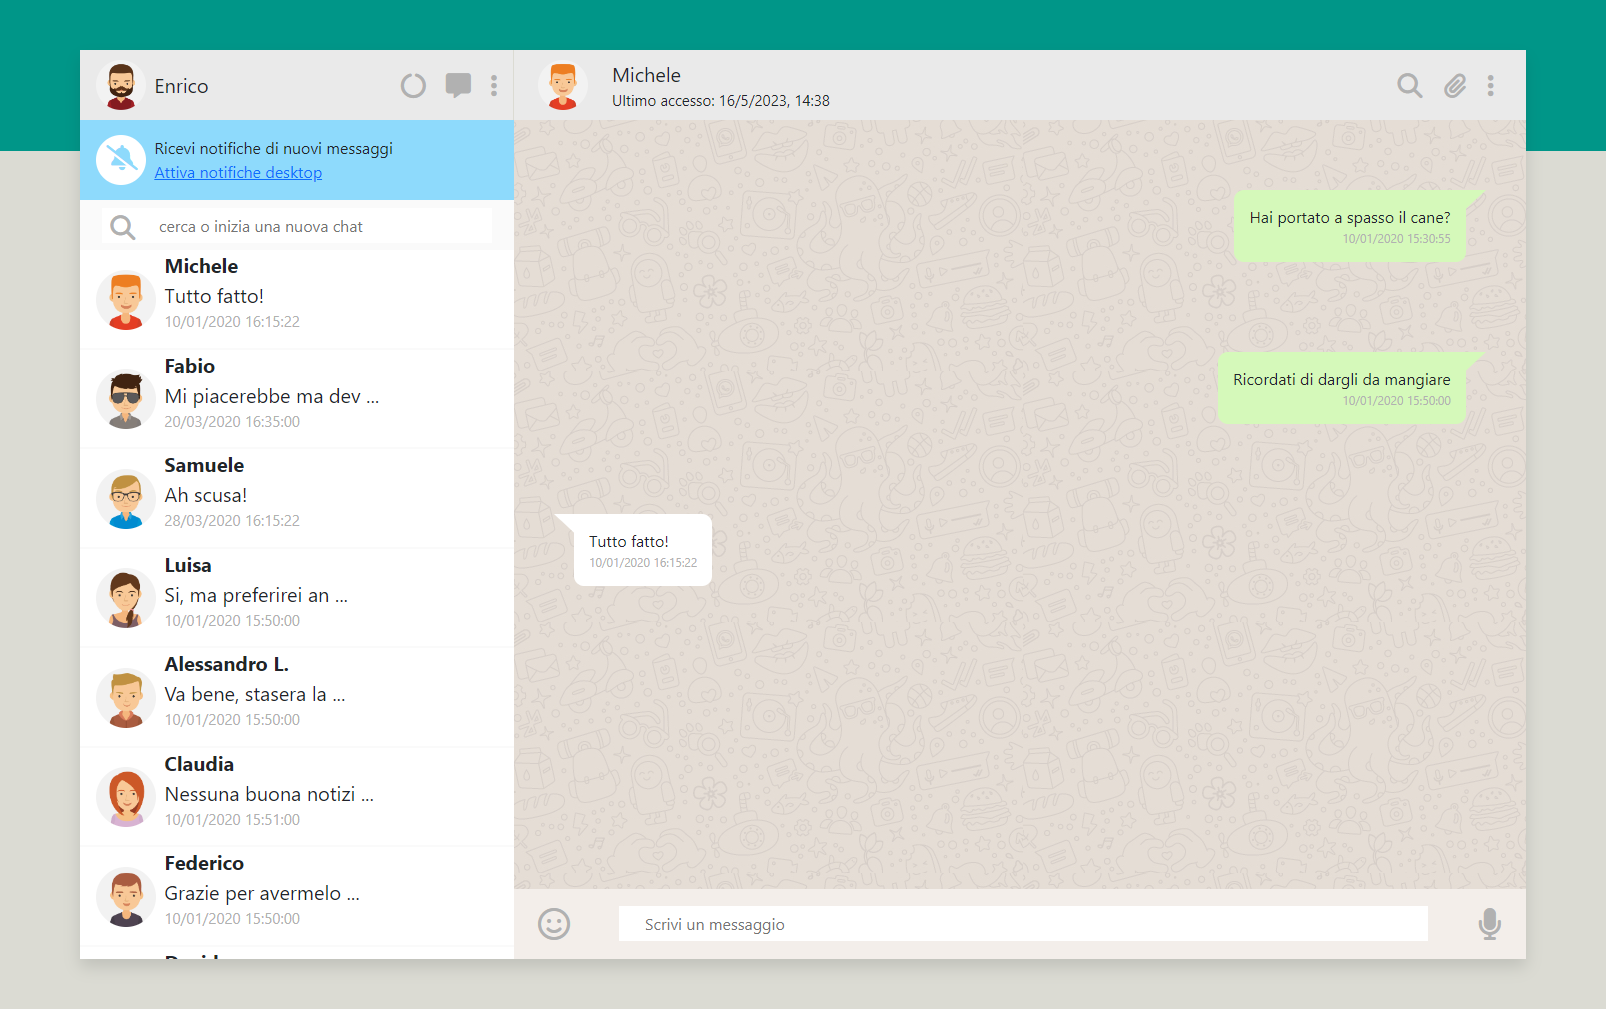 Enrico
Ricevi notifiche di nuovi messaggi
Attiva notifiche desktop
cerca o inizia una nuova chat
Michele
Tutto fatto!
10/01/2020 16:15:22
Fabio
Mi piacerebbe ma dev ...
20/03/2020 16:35:00
Samuele
Ah scusa!
28/03/2020 16:15:22
Luisa
Si, ma preferirei an ...
10/01/2020 15:50:00
Alessandro L.
Va bene, stasera la ...
10/01/2020 15:50:00
Claudia
Nessuna buona notizi ...
10/01/2020 15:51:00
Federico
Grazie per avermelo ...
10/01/2020 15:50:00
Michele
Ultimo accesso: 16/5/2023, 14:38
Hai portato a spasso il cane?
10/01/2020 15:30:55
Ricordati di dargli da mangiare
10/01/2020 15:50:00
Tutto fatto!
10/01/2020 16:15:22
Scrivi un messaggio